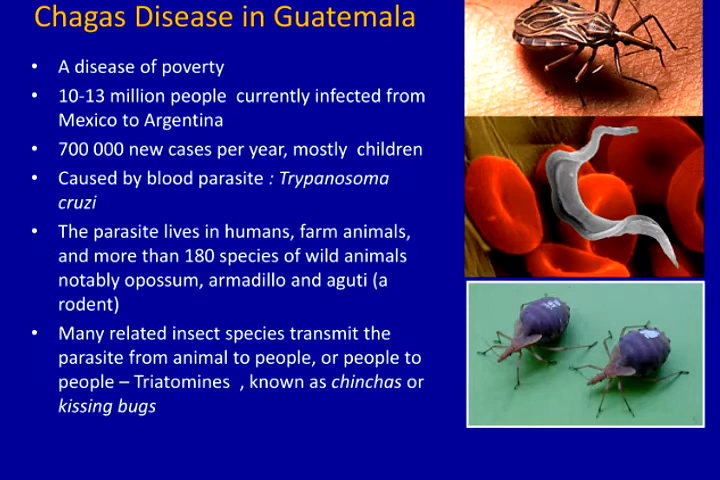 Chagas Disease in Guatemala
• A disease of poverty
• 10-13 million people currently infected from
Mexico to Argentina
• 700 000 new cases per year, mostly children
• Caused by blood parasite : Trypanosoma
cruzi
• The parasite lives in humans, farm animals,
and more than 180 species of wild animals
notably opossum, armadillo and aguti (a
rodent)
• Many related insect species transmit the
parasite from animal to people, or people to
people – Triatomines , known as chinchas or
kissing bugs